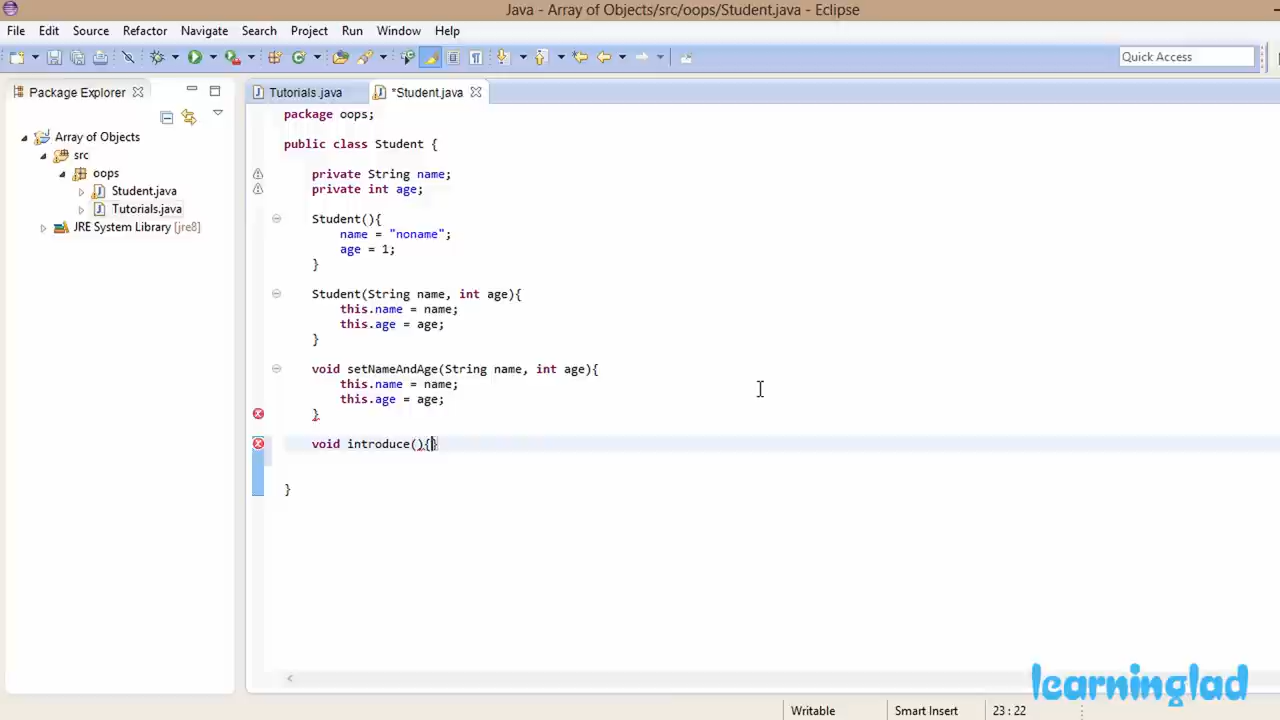 Java - Array of Objects/src/oops/Student.java - Eclipse
File Edit Source Refactor Navigate Search Project Run Window Help
Quick Access
Package Explorer
Tutorials.java
*Student.java
Array of Objects
src
oops
Student.java
Tutorials.java
JRE System Library [jre8]
package oops;
public class Student {
private String name;
private int age;
Student(){
name = "noname";
age = 1;
}
Student(String name, int age){
this.name = name;
this.age = age;
}
void setNameAndAge(String name, int age){
this.name = name;
this.age = age;
}
void introduce(){}
}
learninglad
Writable Smart Insert 23 : 22